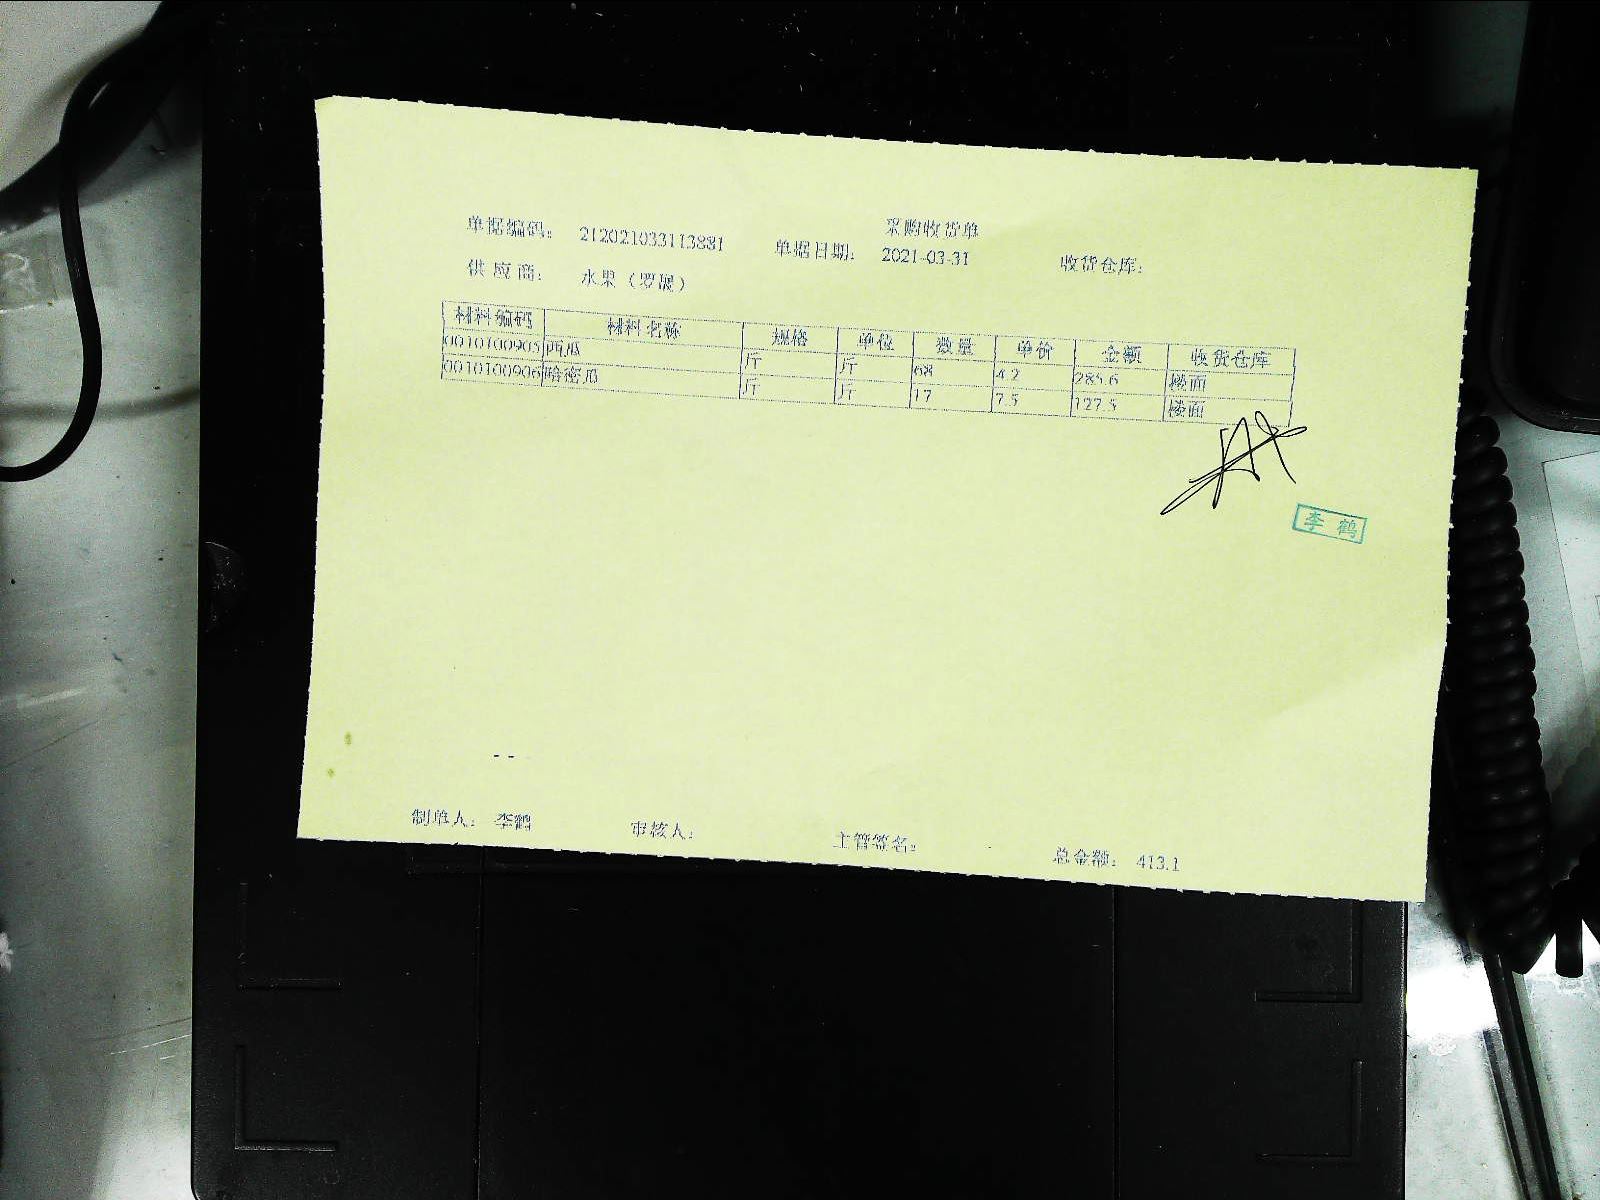 采购收货单
单据编码: 212021033113881 单据日期: 2021-03-31 收货仓库:
供应商: 水果（罗晟）
材料编码 材料名称 规格 单位 数量 单价 金额 收货仓库
0010100905 西瓜 斤 斤 68 4.2 285.6 楼面
0010100906 哈密瓜 斤 斤 17 7.5 127.5 楼面
李鹤
--
制单人: 李鹤 审核人: 主管签名: 总金额: 413.1